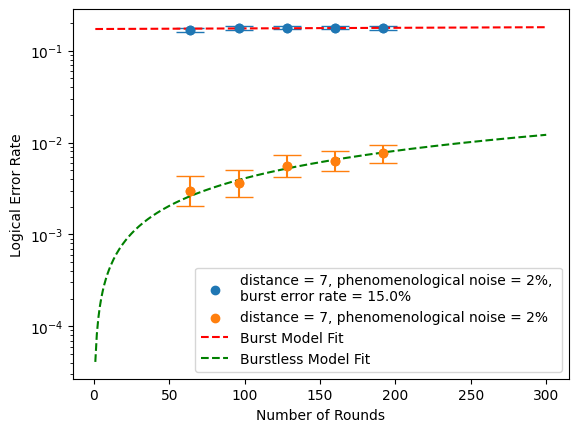 Logical Error Rate
10⁻¹
10⁻²
10⁻³
10⁻⁴
distance = 7, phenomenological noise = 2%,
burst error rate = 15.0%
distance = 7, phenomenological noise = 2%
Burst Model Fit
Burstless Model Fit
0 50 100 150 200 250 300
Number of Rounds